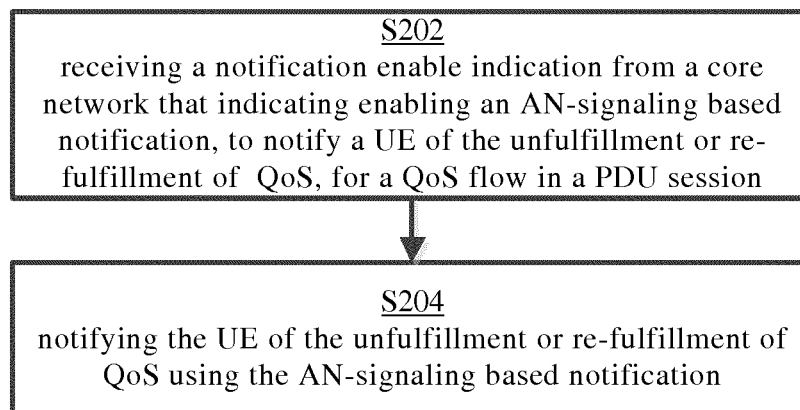 S202
receiving a notification enable indication from a core
network that indicating enabling an AN-signaling based
notification, to notify a UE of the unfulfillment or re-
fulfillment of QoS, for a QoS flow in a PDU session
S204
notifying the UE of the unfulfillment or re-fulfillment of
QoS using the AN-signaling based notification